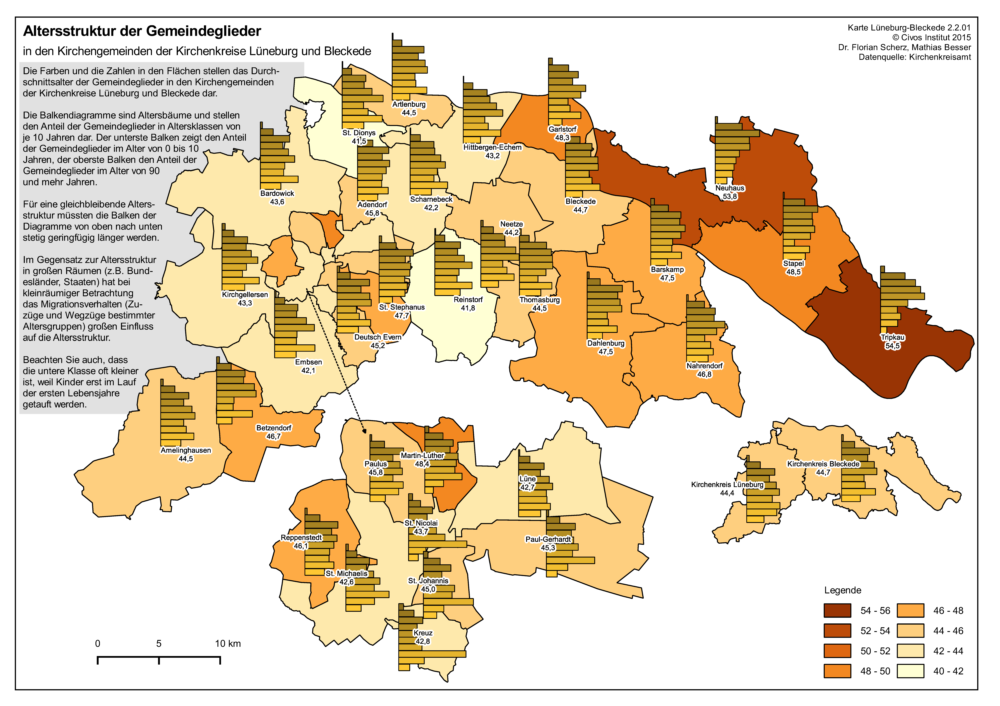 Altersstruktur der Gemeindeglieder
in den Kirchengemeinden der Kirchenkreise Lüneburg und Bleckede
Karte Lüneburg-Bleckede 2.2.01
© Civos Institut 2015
Dr. Florian Scherz, Mathias Besser
Datenquelle: Kirchenkreisamt
Die Farben und die Zahlen in den Flächen stellen das Durch-
schnittsalter der Gemeindeglieder in den Kirchengemeinden
der Kirchenkreise Lüneburg und Bleckede dar.
Die Balkendiagramme sind Altersbäume und stellen
den Anteil der Gemeindeglieder in Altersklassen von
je 10 Jahren dar. Der unterste Balken zeigt den Anteil
der Gemeindeglieder im Alter von 0 bis 10
Jahren, der oberste Balken den Anteil der
Gemeindeglieder im Alter von 90
und mehr Jahren.
Für eine gleichbleibende Alters-
struktur müssten die Balken der
Diagramme von oben nach unten
stetig geringfügig länger werden.
Im Gegensatz zur Altersstruktur
in großen Räumen (z.B. Bund-
esländer, Staaten) hat bei
kleinräumiger Betrachtung
das Migrationsverhalten (Zu-
züge und Wegzüge bestimmter
Altersgruppen) großen Einfluss
auf die Altersstruktur.
Beachten Sie auch, dass
die untere Klasse oft kleiner
ist, weil Kinder erst im Lauf
der ersten Lebensjahre
getauft werden.
Artlenburg
44,5
St. Dionys
41,5
Garlstorf
48,3
Hittbergen-Echem
43,2
Bardowick
43,6
Adendorf
45,8
Scharnebeck
42,2
Bleckede
44,7
Neuhaus
53,8
Neetze
44,2
Barskamp
47,5
Stapel
48,5
Kirchgellersen
43,3
St. Stephanus
47,7
Reinstorf
41,8
Thomasburg
44,5
Deutsch Evern
45,2
Dahlenburg
47,5
Tripkau
54,5
Embsen
42,1
Nahrendorf
46,8
Betzendorf
46,7
Amelinghausen
44,5
Paulus
45,8
Martin-Luther
48,4
Lüne
42,7
Kirchenkreis Bleckede
44,7
Kirchenkreis Lüneburg
44,4
St. Nicolai
43,7
Reppenstedt
46,1
Paul-Gerhardt
45,3
St. Michaelis
42,6
St. Johannis
45,0
Kreuz
42,8
0 5 10 km
Legende
54 - 56 46 - 48
52 - 54 44 - 46
50 - 52 42 - 44
48 - 50 40 - 42